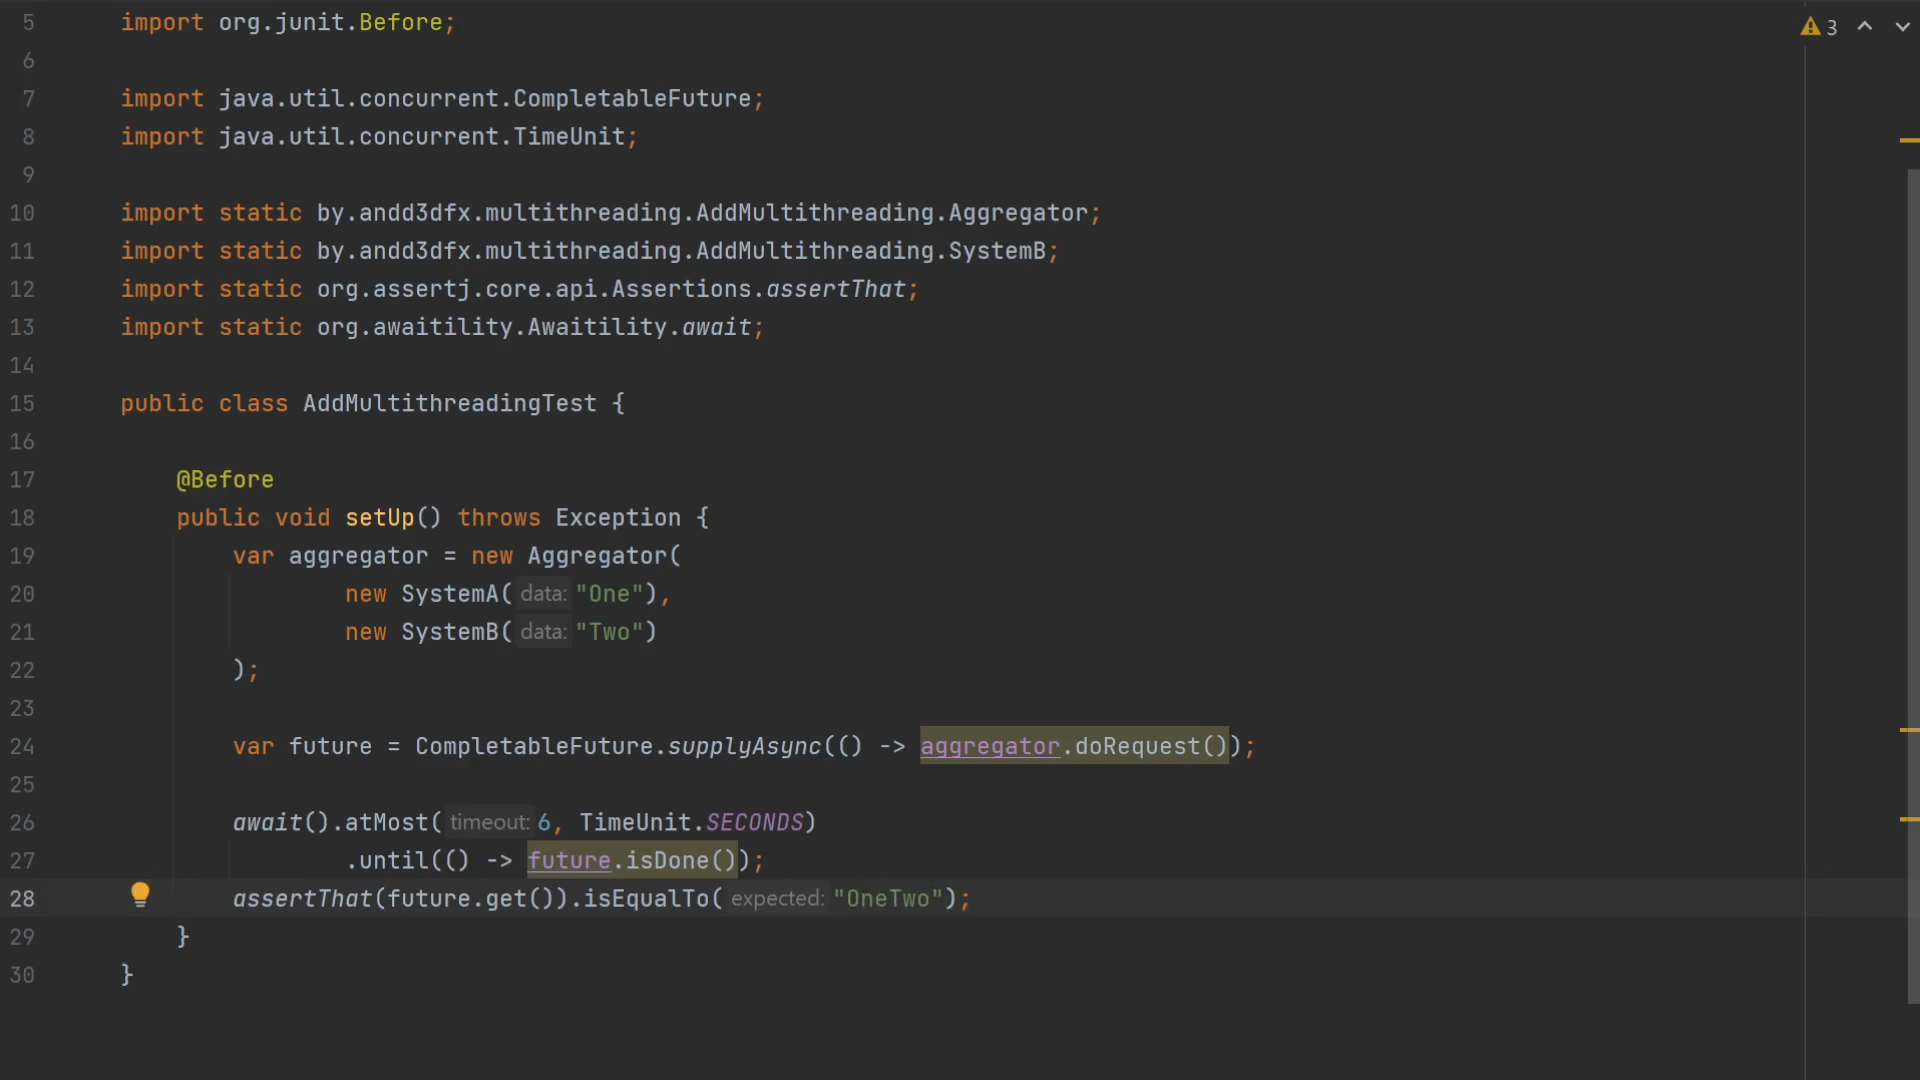 5 import org.junit.Before;
3
6
7 import java.util.concurrent.CompletableFuture;
8 import java.util.concurrent.TimeUnit;
9
10 import static by.andd3dfx.multithreading.AddMultithreading.Aggregator;
11 import static by.andd3dfx.multithreading.AddMultithreading.SystemB;
12 import static org.assertj.core.api.Assertions.assertThat;
13 import static org.awaitility.Awaitility.await;
14
15 public class AddMultithreadingTest {
16
17 @Before
18 public void setUp() throws Exception {
19 var aggregator = new Aggregator(
20 new SystemA( data: "One"),
21 new SystemB( data: "Two")
22 );
23
24 var future = CompletableFuture.supplyAsync(() -> aggregator.doRequest());
25
26 await().atMost( timeout: 6, TimeUnit.SECONDS)
27 .until(() -> future.isDone());
28 assertThat(future.get()).isEqualTo( expected: "OneTwo");
29 }
30 }